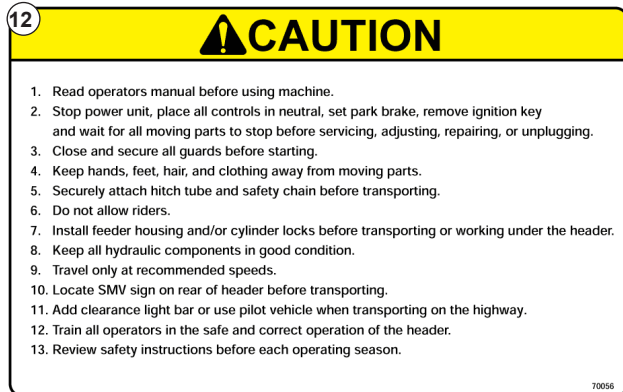 12
CAUTION
1. Read operators manual before using machine.
2. Stop power unit, place all controls in neutral, set park brake, remove ignition key
and wait for all moving parts to stop before servicing, adjusting, repairing, or unplugging.
3. Close and secure all guards before starting.
4. Keep hands, feet, hair, and clothing away from moving parts.
5. Securely attach hitch tube and safety chain before transporting.
6. Do not allow riders.
7. Install feeder housing and/or cylinder locks before transporting or working under the header.
8. Keep all hydraulic components in good condition.
9. Travel only at recommended speeds.
10. Locate SMV sign on rear of header before transporting.
11. Add clearance light bar or use pilot vehicle when transporting on the highway.
12. Train all operators in the safe and correct operation of the header.
13. Review safety instructions before each operating season.
70056